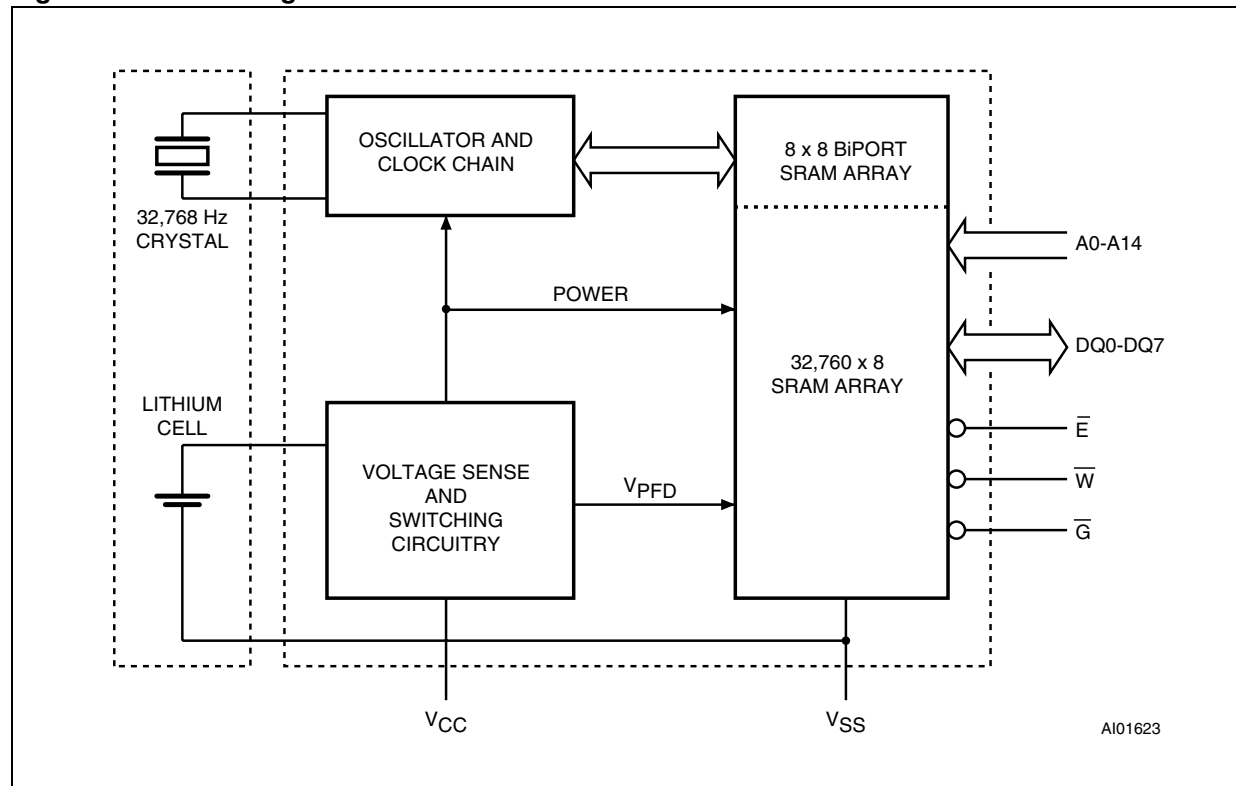 OSCILLATOR AND
CLOCK CHAIN
8 x 8 BiPORT
SRAM ARRAY
32,768 Hz
CRYSTAL
A0-A14
POWER
DQ0-DQ7
32,760 x 8
SRAM ARRAY
LITHIUM
CELL
E̅
VOLTAGE SENSE
AND
SWITCHING
CIRCUITRY
VPFD
W̅
G̅
VCC
VSS
AI01623